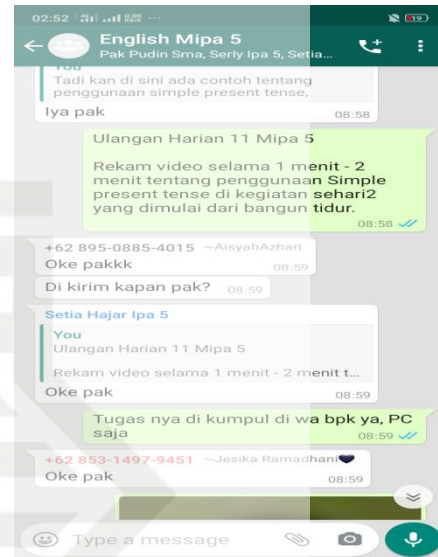 02:52
19
English Mipa 5
Pak Pudin Sma, Serly Ipa 5, Setia...
You
Tadi kan di sini ada contoh tentang
penggunaan simple present tense,
Iya pak
08:58
Ulangan Harian 11 Mipa 5
Rekam video selama 1 menit - 2
menit tentang penggunaan Simple
present tense di kegiatan sehari2
yang dimulai dari bangun tidur.
08:58
+62 895-0885-4015 ~AisyahAzhari
Oke pakkk
08:59
Di kirim kapan pak? 08:59
Setia Hajar Ipa 5
You
Ulangan Harian 11 Mipa 5
Rekam video selama 1 menit - 2 menit t...
Oke pak
08:59
Tugas nya di kumpul di wa bpk ya, PC
saja
08:59
+62 853-1497-9451 ~Jesika Ramadhani🖤
Oke pak
08:59
Type a message